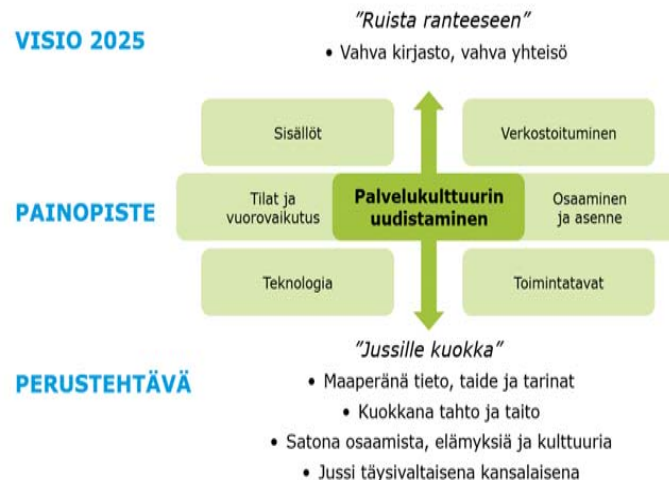 VISIO 2025
"Ruista ranteeseen"
• Vahva kirjasto, vahva yhteisö
Sisällöt
Verkostoituminen
PAINOPISTE
Tilat ja
vuorovaikutus
Palvelukulttuurin
uudistaminen
Osaaminen
ja asenne
Teknologia
Toimintatavat
PERUSTEHTÄVÄ
"Jussille kuokka"
• Maaperänä tieto, taide ja tarinat
• Kuokkana tahto ja taito
• Satona osaamista, elämyksiä ja kulttuuria
• Jussi täysivaltaisena kansalaisena